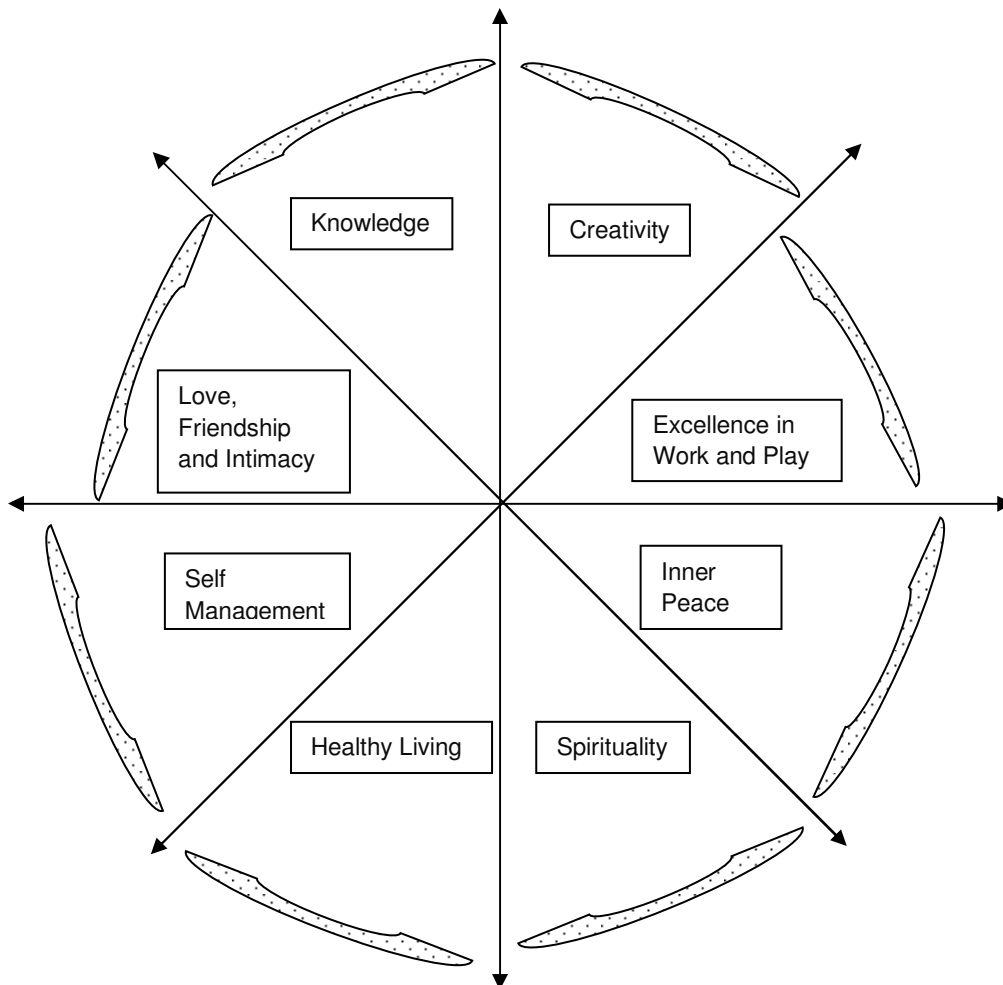 Knowledge
Creativity
Love,
Friendship
and Intimacy
Excellence in
Work and Play
Self
Management
Inner
Peace
Healthy Living
Spirituality